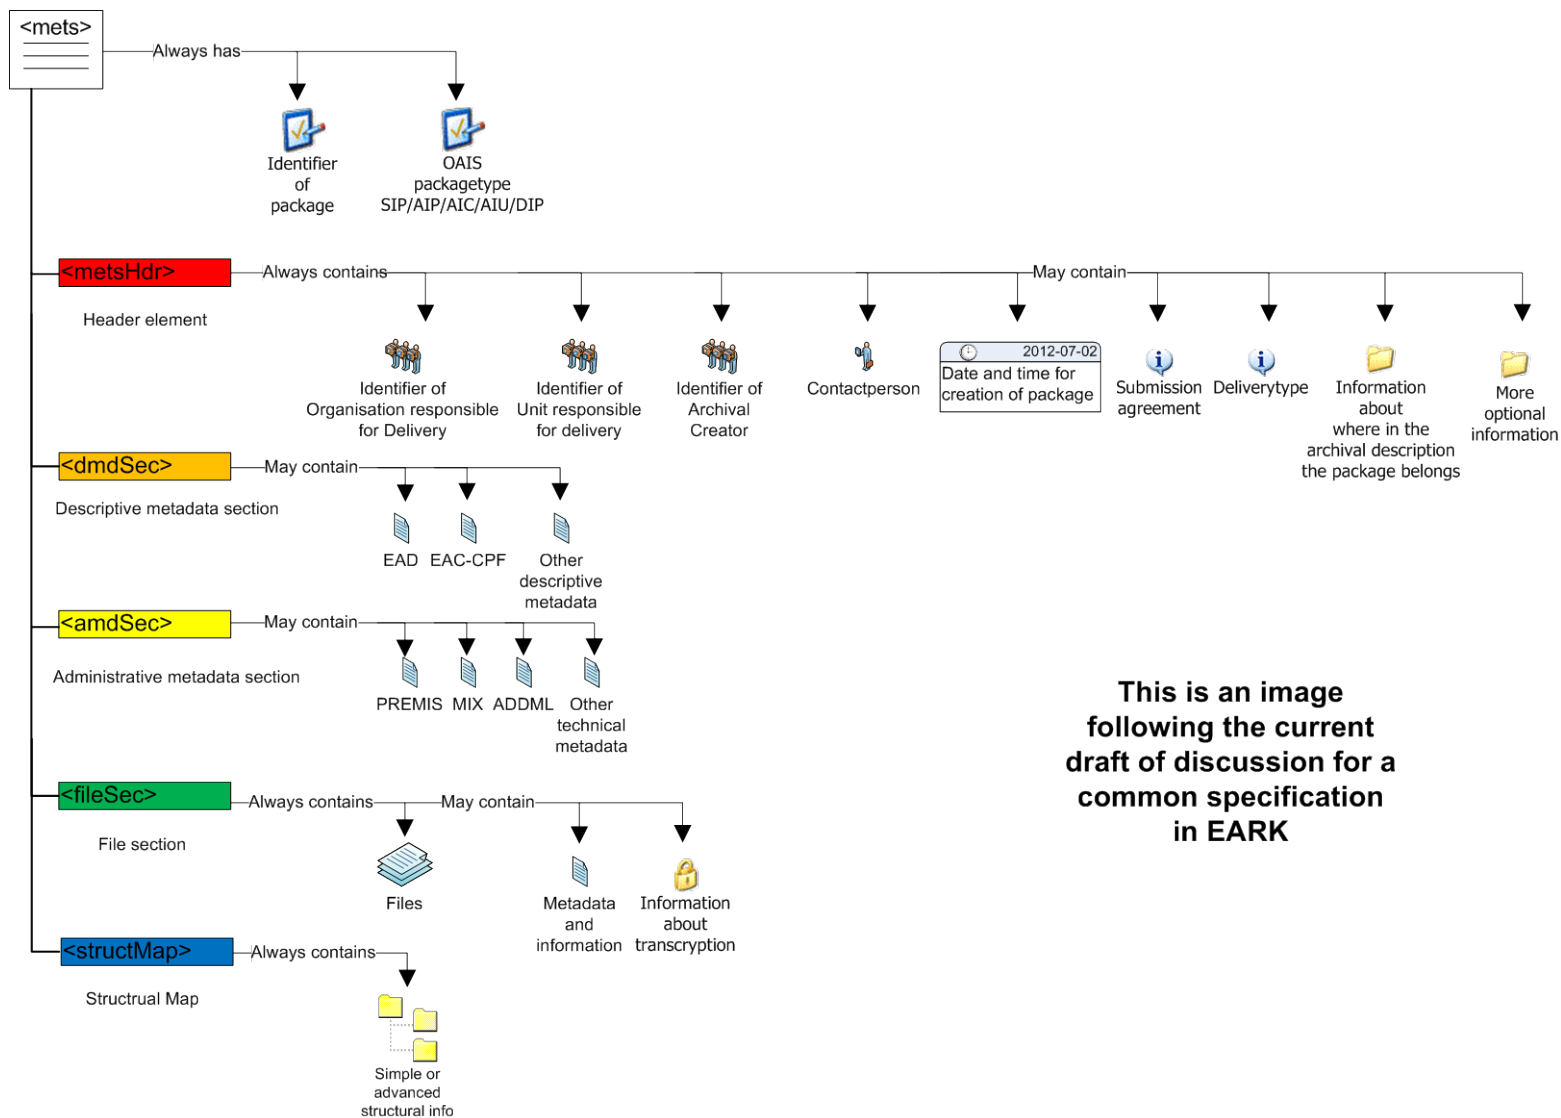 <mets>
Always has
Identifier
of
package
OAIS
packagetype
SIP/AIP/AIC/AIU/DIP
<metsHdr>
Header element
Always contains
May contain
Identifier of
Organisation responsible
for Delivery
Identifier of
Unit responsible
for delivery
Identifier of
Archival
Creator
Contactperson
2012-07-02
Date and time for
creation of package
Submission
agreement
Deliverytype
Information
about
where in the
archival description
the package belongs
More
optional
information
<dmdSec>
Descriptive metadata section
May contain
EAD
EAC-CPF
Other
descriptive
metadata
<amdSec>
Administrative metadata section
May contain
PREMIS
MIX
ADDML
Other
technical
metadata
This is an image
following the current
draft of discussion for a
common specification
in EARK
<fileSec>
File section
Always contains
May contain
Files
Metadata
and
information
Information
about
transcryption
<structMap>
Structrual Map
Always contains
Simple or
advanced
structural info